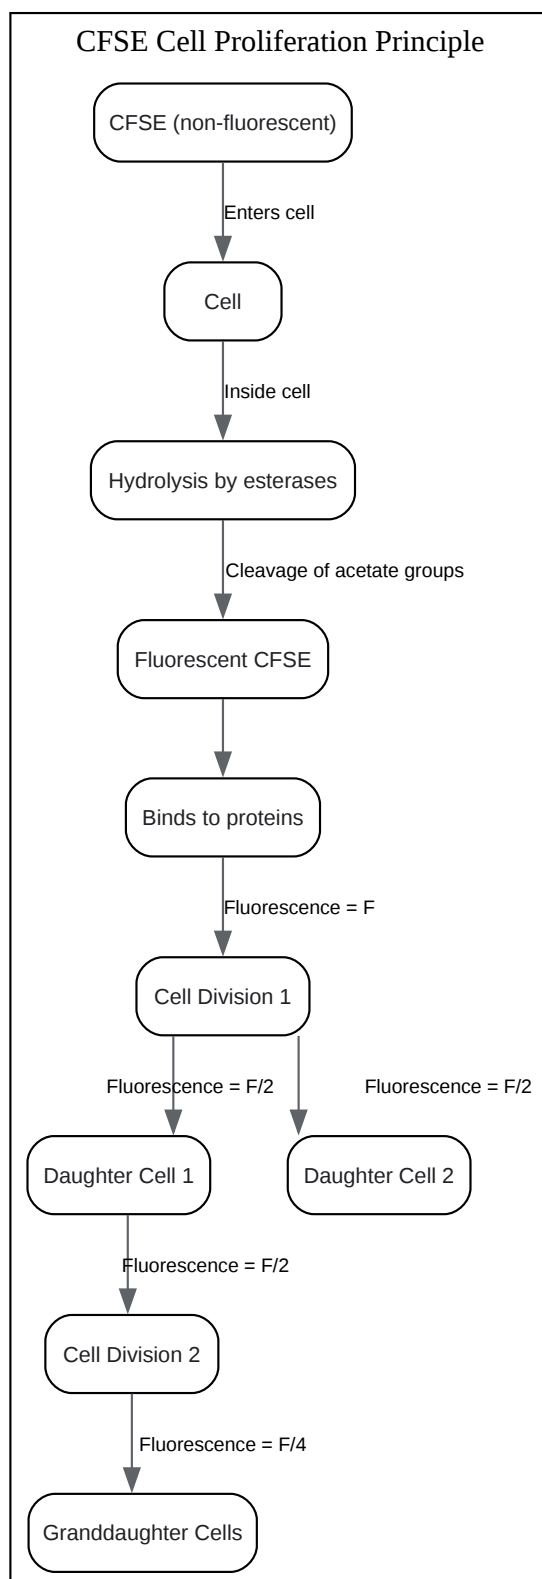 CFSE Cell Proliferation Principle
CFSE (non-fluorescent)
Enters cell
Cell
Inside cell
Hydrolysis by esterases
Cleavage of acetate groups
Fluorescent CFSE
Binds to proteins
Fluorescence = F
Cell Division 1
Fluorescence = F/2
Fluorescence = F/2
Daughter Cell 1
Daughter Cell 2
Fluorescence = F/2
Cell Division 2
Fluorescence = F/4
Granddaughter Cells